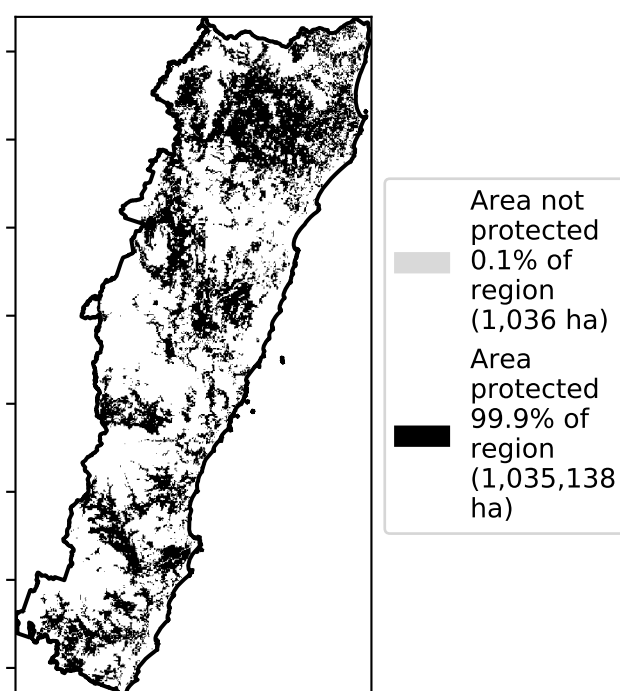 Area not
protected
0.1% of
region
(1,036 ha)
Area
protected
99.9% of
region
(1,035,138
ha)